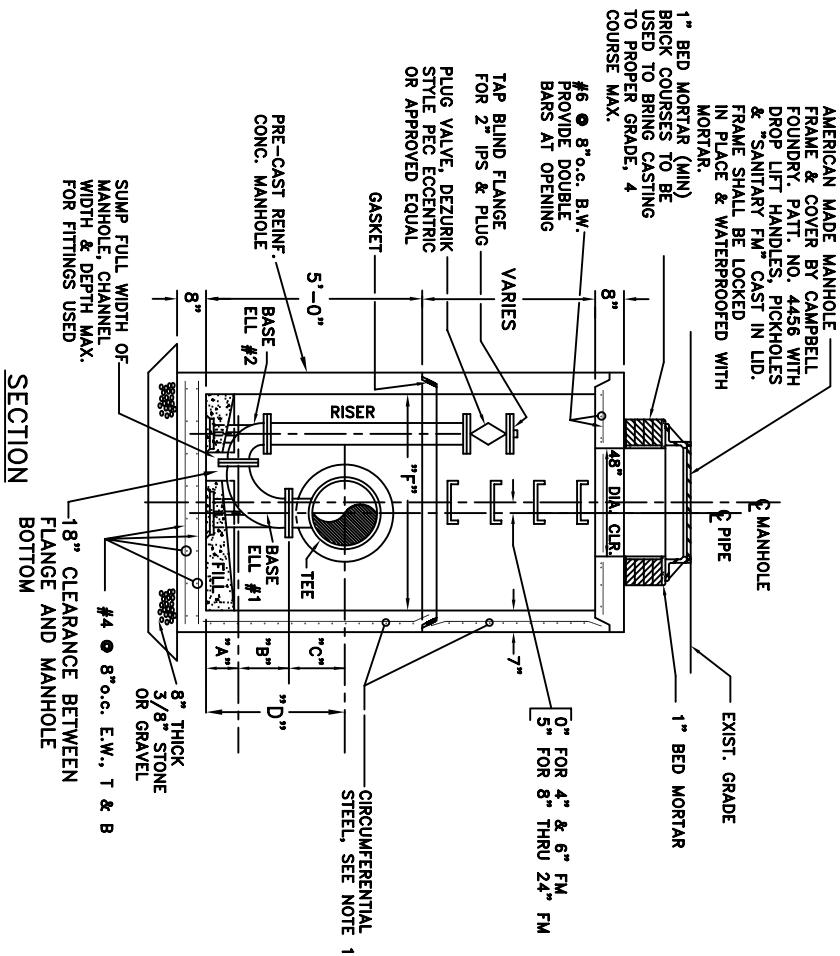 AMERICAN MADE MANHOLE
FRAME & COVER BY CAMPBELL
FOUNDRY. PATT. NO. 4456 WITH
DROP LIFT HANDLES, PICKHOLES
& "SANITARY FM" CAST IN LID.
FRAME SHALL BE LOCKED
IN PLACE & WATERPROOFED WITH
MORTAR.
1" BED MORTAR (MIN)
BRICK COURSES TO BE
USED TO BRING CASTING
TO PROPER GRADE, 4
COURSE MAX.
#6 @ 8"o.c. B.W.
PROVIDE DOUBLE
BARS AT OPENING
TAP BLIND FLANGE
FOR 2" IPS & PLUG
PLUG VALVE, DEZURIK
STYLE PEC ECCENTRIC
OR APPROVED EQUAL
GASKET
PRE-CAST REINF.
CONC. MANHOLE
SUMP FULL WIDTH OF
MANHOLE, CHANNEL
WIDTH & DEPTH MAX.
FOR FITTINGS USED
8"
VARIES
5'-0"
8"
℄ MANHOLE
℄ PIPE
EXIST. GRADE
1" BED MORTAR
48" DIA. CLR.
0" FOR 4" & 6" FM
5" FOR 8" THRU 24" FM
7"
RISER
"F"
BASE
ELL #2
BASE
ELL #1
TEE
FILL
"A"
"B"
"C"
"D"
CIRCUMFERENTIAL
STEEL, SEE NOTE 1
8" THICK
3/8" STONE
OR GRAVEL
#4 @ 8"o.c. E.W., T & B
18" CLEARANCE BETWEEN
FLANGE AND MANHOLE
BOTTOM
SECTION